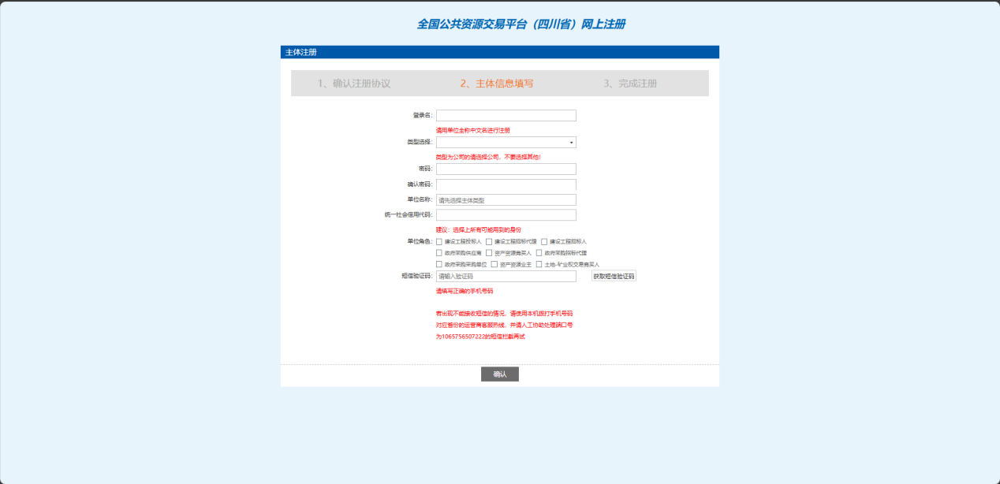 全国公共资源交易平台（四川省）网上注册
主体注册
1、确认注册协议 2、主体信息填写 3、完成注册
登录名:
请用单位全称中文名进行注册
类型选择:
类型为公司的请选择公司，不要选择其他!
密码:
确认密码:
单位名称: 请先选择主体类型
统一社会信用代码:
建议：选择上所有可能用到的身份
单位角色: 建设工程投标人 建设工程招标代理 建设工程招标人
政府采购供应商 资产资源竞买人 政府采购招标代理
政府采购采购单位 资产资源业主 土地-矿业权交易竞买人
短信验证码: 请输入验证码 获取短信验证码
请填写正确的手机号码
若出现不能接收短信的情况，请使用本机拨打手机号码
对应省份的运营商客服热线，并请人工协助处理端口号
为1065756507222的短信拦截再试
确认